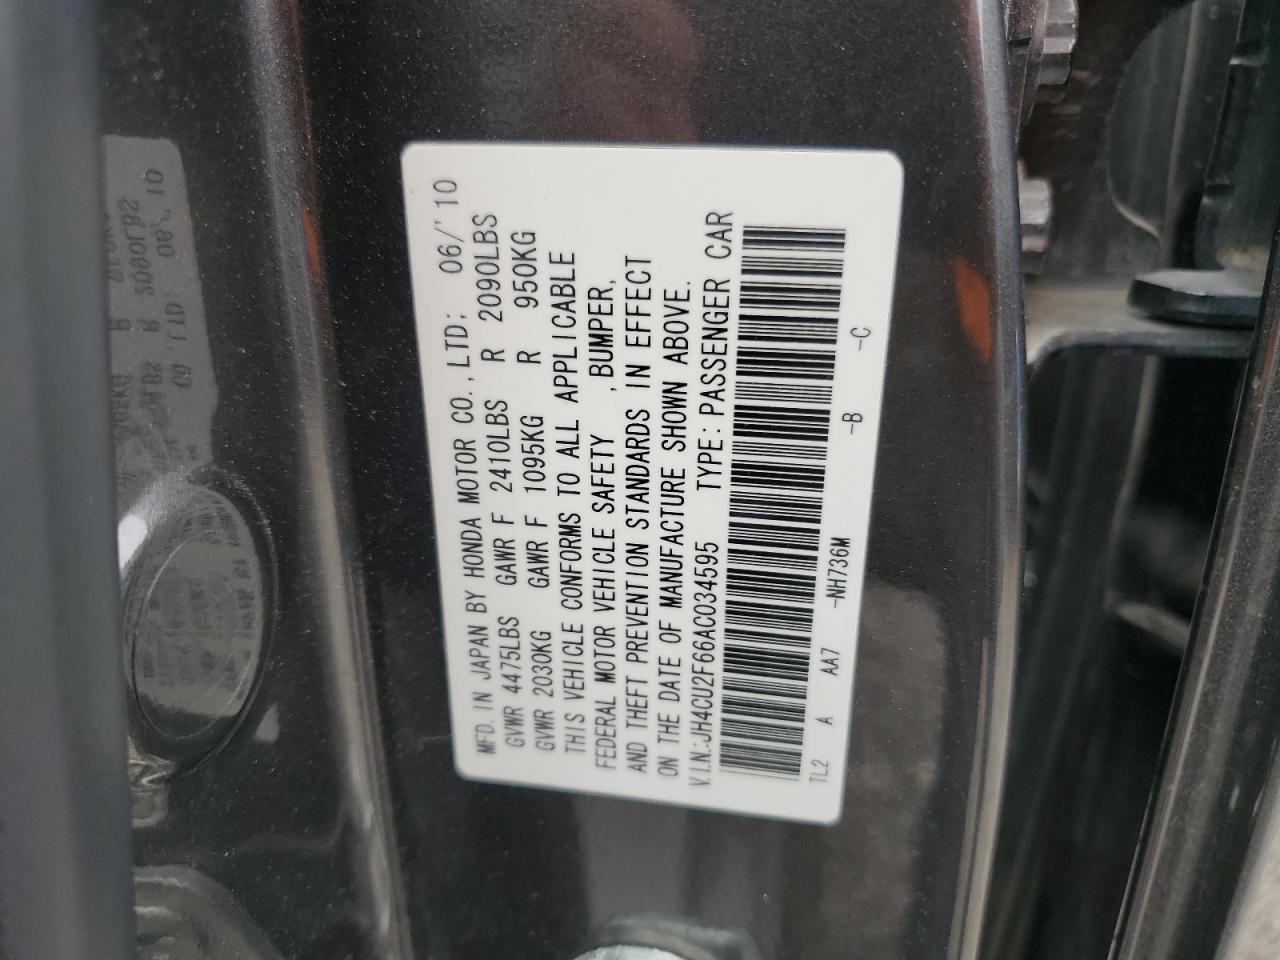 MFD. IN JAPAN BY HONDA MOTOR CO., LTD; 06/'10
GVWR 4475LBS GAWR F 2410LBS R 2090LBS
GVWR 2030KG GAWR F 1095KG R 950KG
THIS VEHICLE CONFORMS TO ALL APPLICABLE
FEDERAL MOTOR VEHICLE SAFETY , BUMPER,
AND THEFT PREVENTION STANDARDS IN EFFECT
ON THE DATE OF MANUFACTURE SHOWN ABOVE.
V.I.N.:JH4CU2F66AC034595 TYPE: PASSENGER CAR
TL2 A AA7 -NH736M -B -C